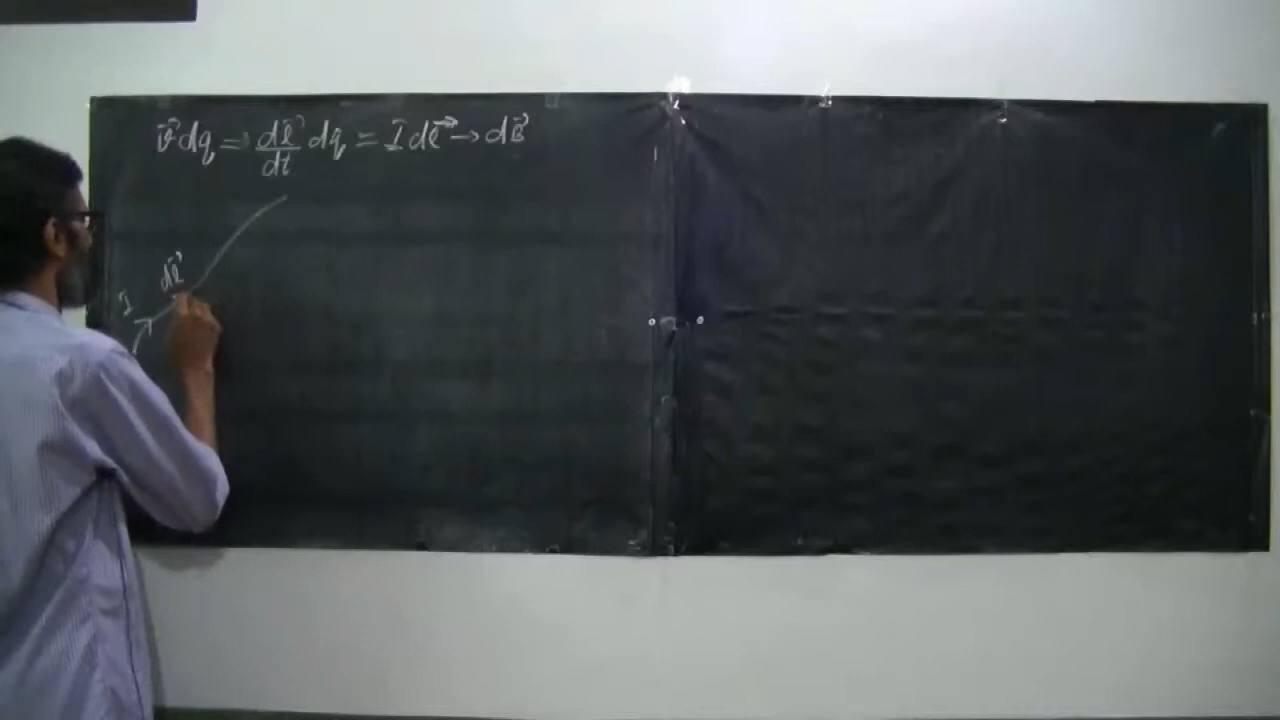 v⃗ dq = dl⃗/dt dq = I dl⃗ → dB⃗
dl⃗
I